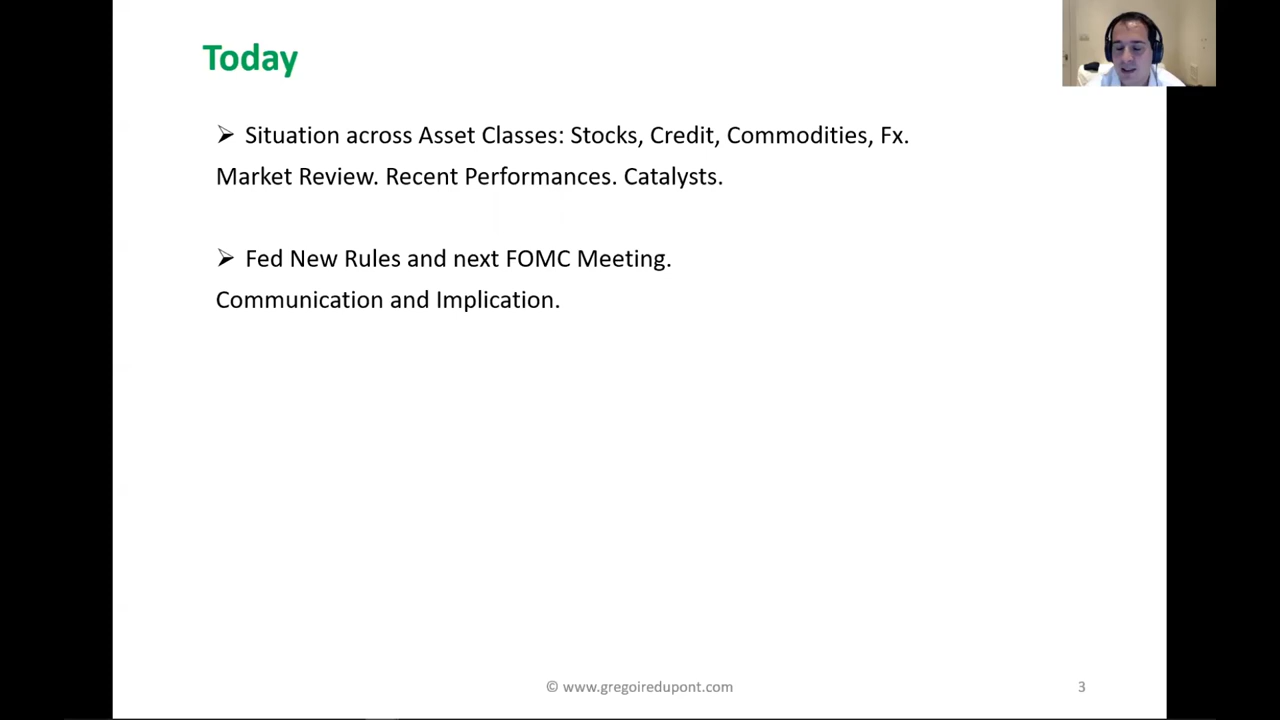 Today
➢ Situation across Asset Classes: Stocks, Credit, Commodities, Fx.
Market Review. Recent Performances. Catalysts.
➢ Fed New Rules and next FOMC Meeting.
Communication and Implication.
© www.gregoiredupont.com
3